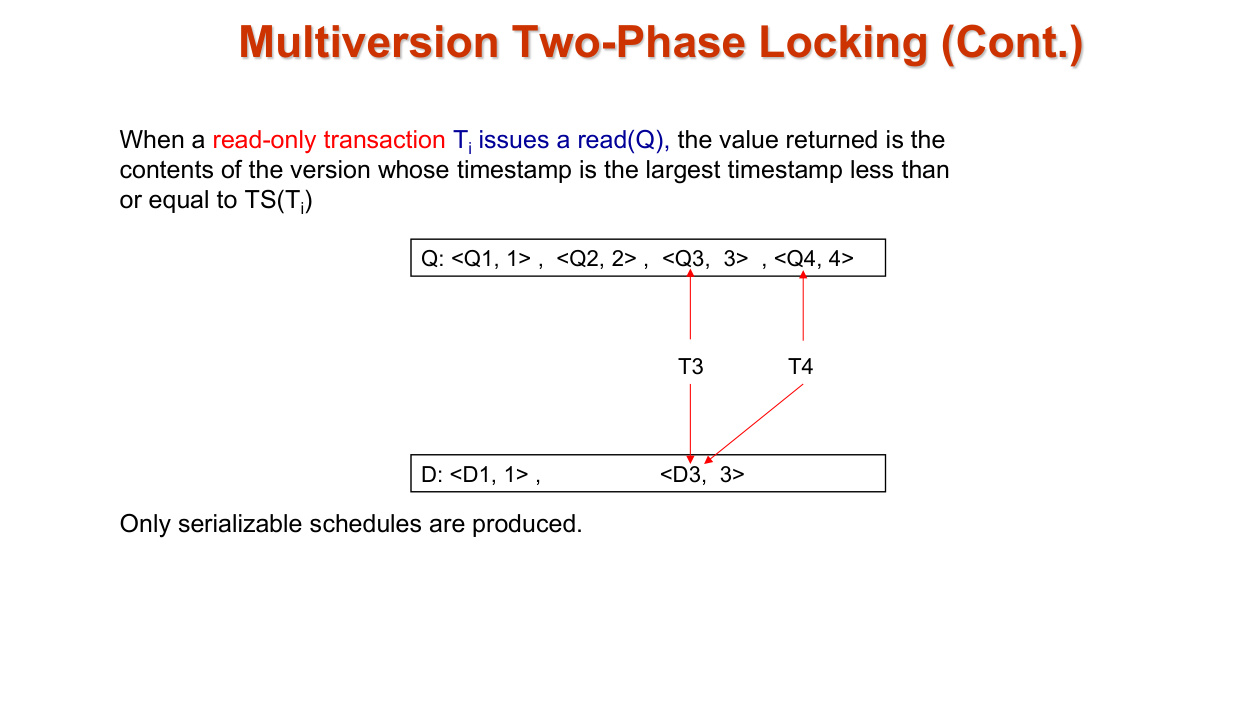 Multiversion Two-Phase Locking (Cont.)
When a read-only transaction Ti issues a read(Q), the value returned is the
contents of the version whose timestamp is the largest timestamp less than
or equal to TS(Ti)
Q: <Q1, 1> ,  <Q2, 2> ,  <Q3,  3>  , <Q4, 4>
T3 T4
D: <D1, 1> , <D3,  3>
Only serializable schedules are produced.